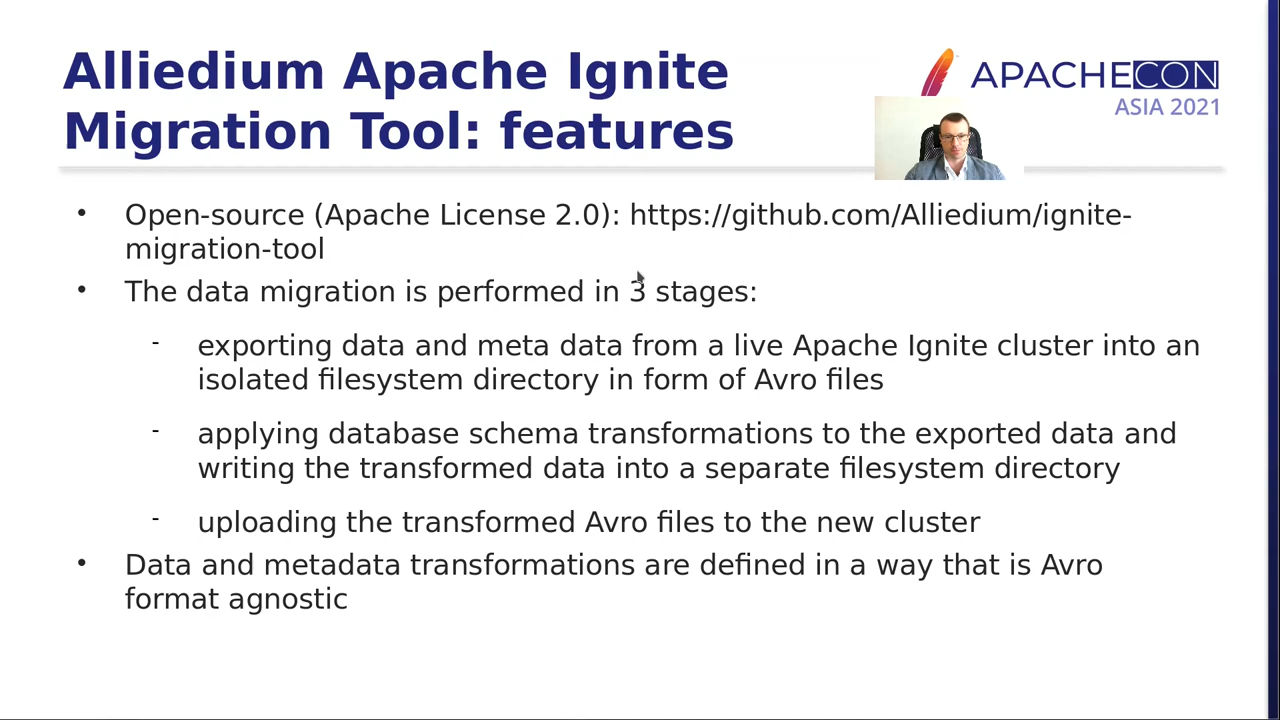 Alliedium Apache Ignite
Migration Tool: features
APACHECON
ASIA 2021
• Open-source (Apache License 2.0): https://github.com/Alliedium/ignite-
migration-tool
• The data migration is performed in 3 stages:
- exporting data and meta data from a live Apache Ignite cluster into an
isolated filesystem directory in form of Avro files
- applying database schema transformations to the exported data and
writing the transformed data into a separate filesystem directory
- uploading the transformed Avro files to the new cluster
• Data and metadata transformations are defined in a way that is Avro
format agnostic